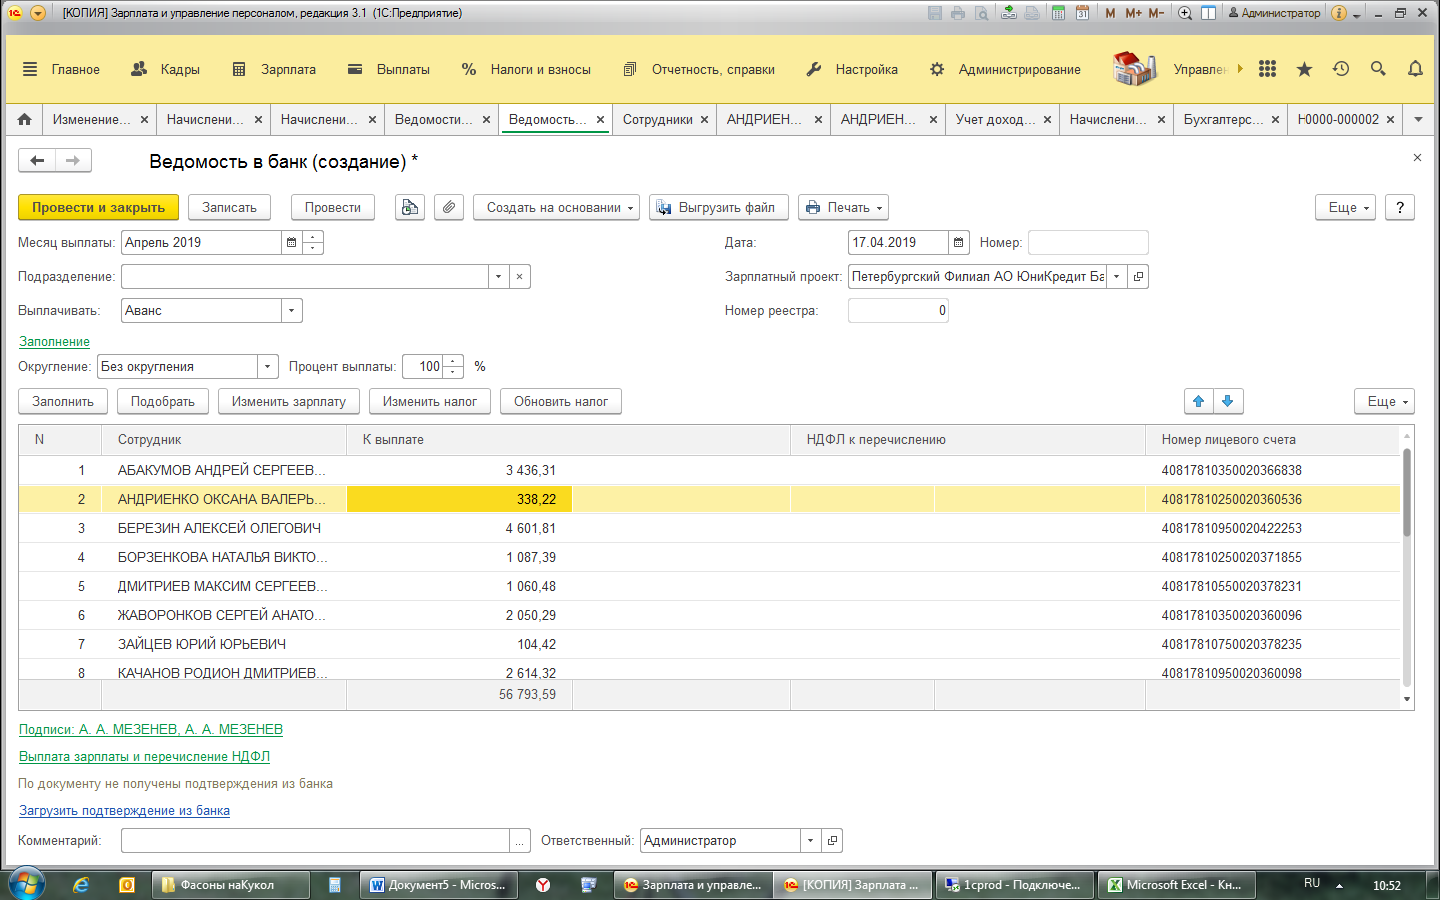 [КОПИЯ] Зарплата и управление персоналом, редакция 3.1 (1С:Предприятие)
M M+ M- Администратор
Главное Кадры Зарплата Выплаты Налоги и взносы Отчетность, справки Настройка Администрирование Управлен
Изменение... Начислени... Начислени... Ведомости... Ведомость... Сотрудники АНДРИЕН... АНДРИЕН... Учет доход... Начислени... Бухгалтерс... Н0000-000002
Ведомость в банк (создание) *
Провести и закрыть Записать Провести Создать на основании Выгрузить файл Печать Еще ?
Месяц выплаты: Апрель 2019 Дата: 17.04.2019 Номер:
Подразделение: Зарплатный проект: Петербургский Филиал АО ЮниКредит Ба
Выплачивать: Аванс Номер реестра: 0
Заполнение
Округление: Без округления Процент выплаты: 100 %
Заполнить Подобрать Изменить зарплату Изменить налог Обновить налог Еще
N Сотрудник К выплате НДФЛ к перечислению Номер лицевого счета
1 АБАКУМОВ АНДРЕЙ СЕРГЕЕВ... 3 436,31 40817810350020366838
2 АНДРИЕНКО ОКСАНА ВАЛЕРЬ... 338,22 40817810250020360536
3 БЕРЕЗИН АЛЕКСЕЙ ОЛЕГОВИЧ 4 601,81 40817810950020422253
4 БОРЗЕНКОВА НАТАЛЬЯ ВИКТО... 1 087,39 40817810250020371855
5 ДМИТРИЕВ МАКСИМ СЕРГЕЕВ... 1 060,48 40817810550020378231
6 ЖАВОРОНКОВ СЕРГЕЙ АНАТО... 2 050,29 40817810350020360096
7 ЗАЙЦЕВ ЮРИЙ ЮРЬЕВИЧ 104,42 40817810750020378235
8 КАЧАНОВ РОДИОН ДМИТРИЕВ... 2 614,32 40817810950020360098
56 793,59
Подписи: А. А. МЕЗЕНЕВ, А. А. МЕЗЕНЕВ
Выплата зарплаты и перечисление НДФЛ
По документу не получены подтверждения из банка
Загрузить подтверждение из банка
Комментарий: ... Ответственный: Администратор
Фасоны наКукол Документ5 - Micros... Зарплата и управле... [КОПИЯ] Зарплата ... 1cprod - Подключе... Microsoft Excel - Кн... RU 10:52